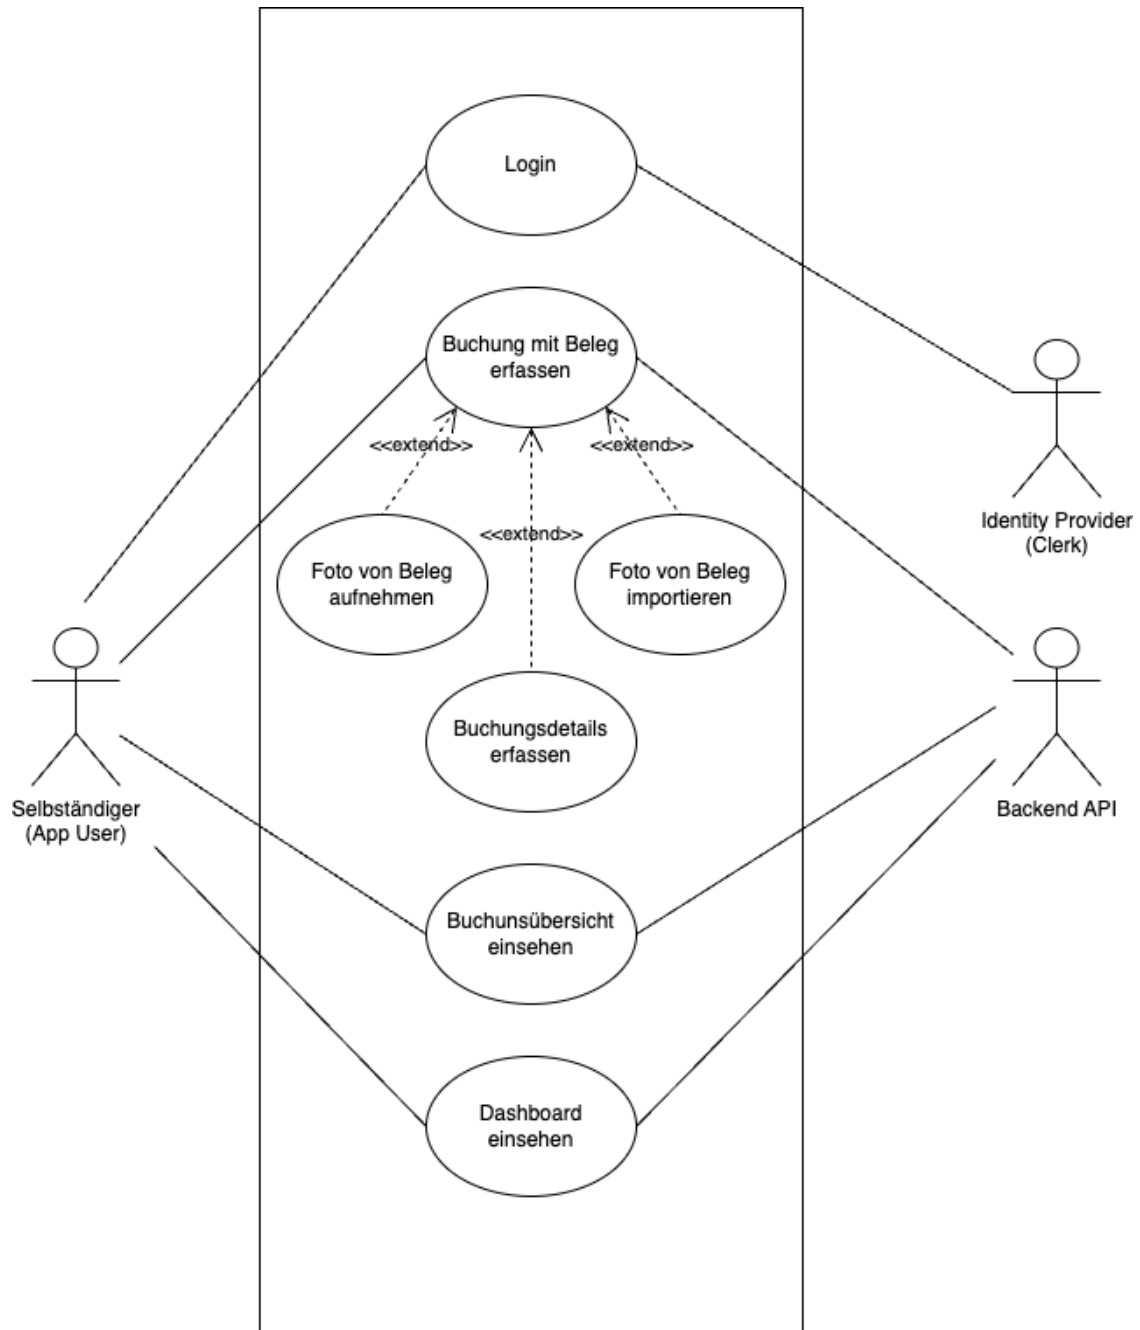 Login
Buchung mit Beleg
erfassen
<<extend>>
<<extend>>
<<extend>>
Foto von Beleg
aufnehmen
Foto von Beleg
importieren
Identity Provider
(Clerk)
Buchungsdetails
erfassen
Selbständiger
(App User)
Backend API
Buchunsübersicht
einsehen
Dashboard
einsehen